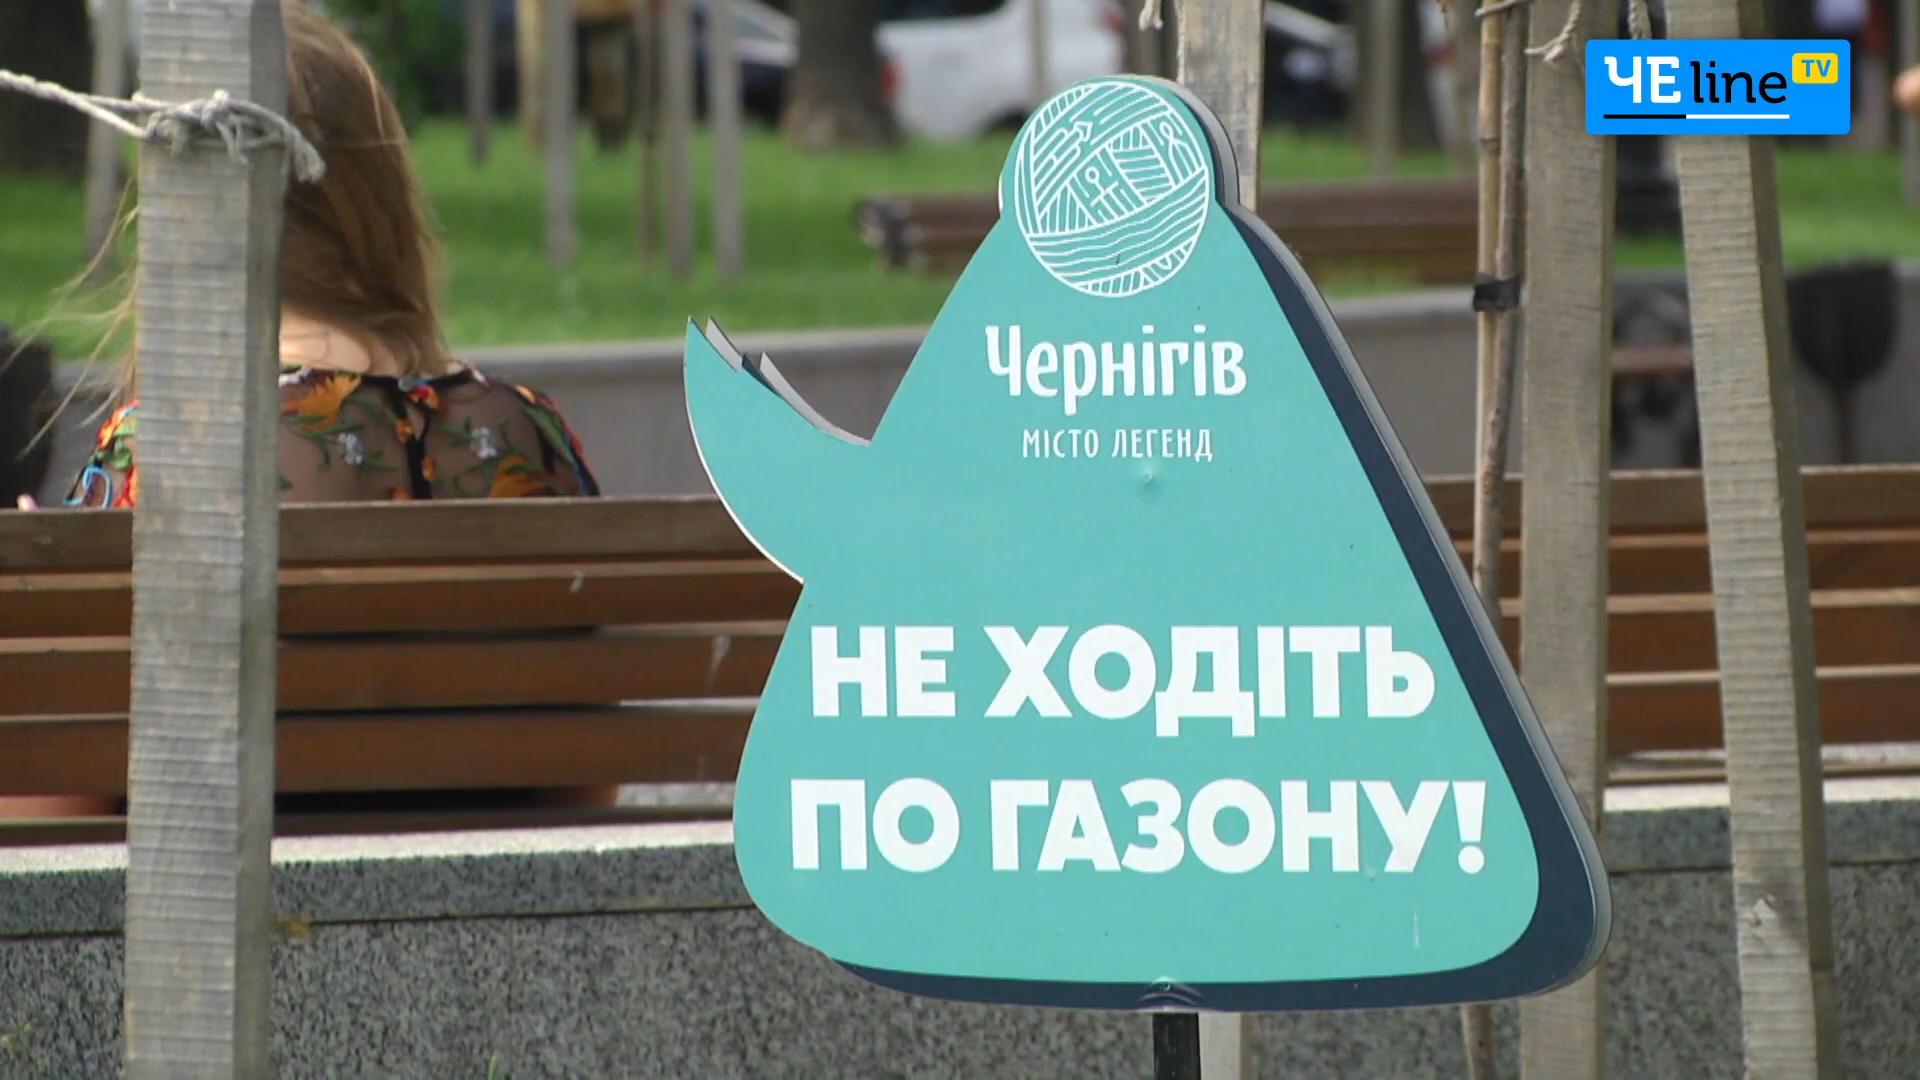 ЧЕline TV
Чернігів
МІСТО ЛЕГЕНД
НЕ ХОДІТЬ
ПО ГАЗОНУ!